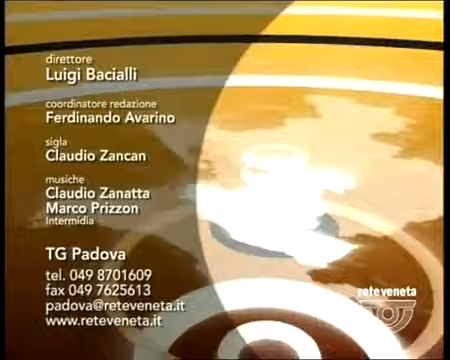 direttore
Luigi Bacialli
coordinatore redazione
Ferdinando Avarino
sigla
Claudio Zancan
musiche
Claudio Zanatta
Marco Prizzon
Intermidia
TG Padova
tel. 049 8701609
fax 049 7625613
padova@reteveneta.it
www.reteveneta.it
reteveneta